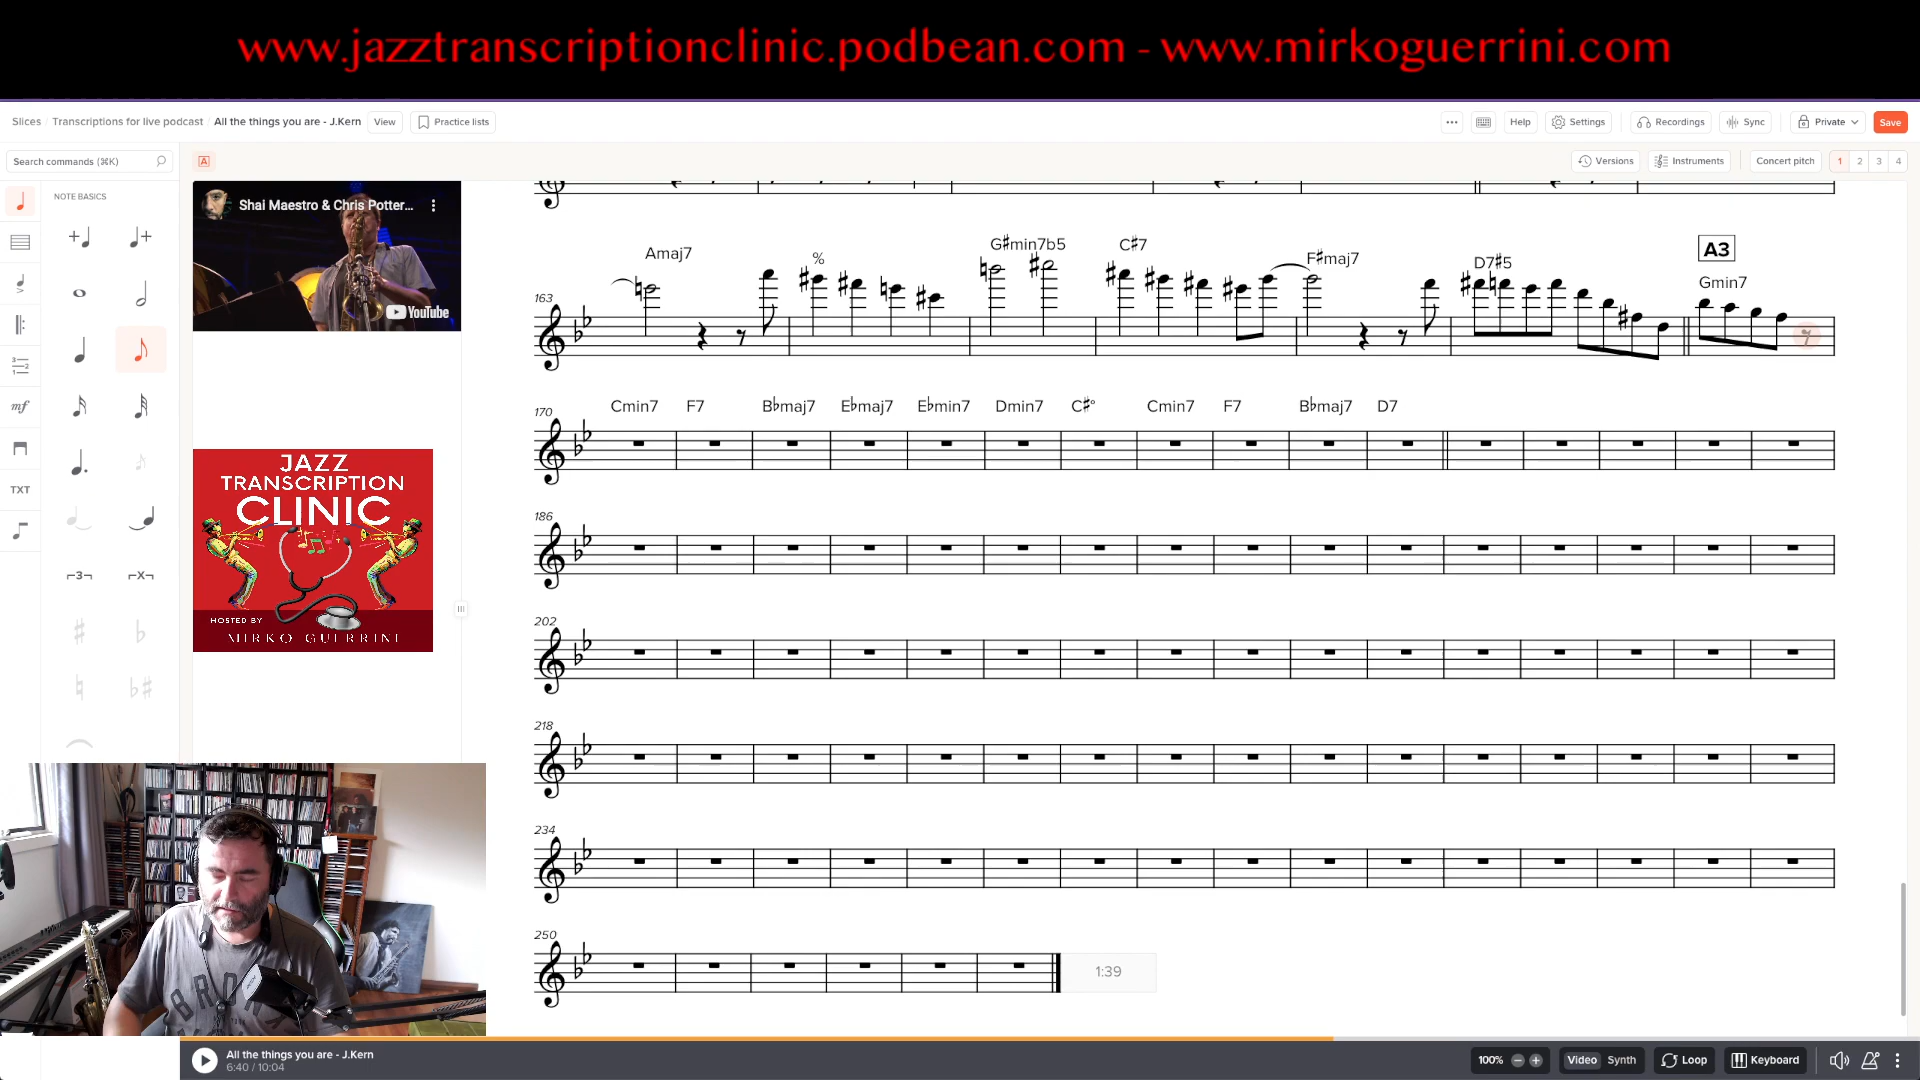 www.jazztranscriptionclinic.podbean.com - www.mirkoguerrini.com
Slices / Transcriptions for live podcast / All the things you are - J.Kern
View
Practice lists
Help
Settings
Recordings
Sync
Private
Save
Search commands (⌘K)
A
Versions
Instruments
Concert pitch
1 2 3 4
NOTE BASICS
Shai Maestro & Chris Potter...
YouTube
mf
TXT
3
X
JAZZ
TRANSCRIPTION
CLINIC
HOSTED BY
MIRKO GUERRINI
163
Amaj7 % G♯min7b5 C♯7 F♯maj7 D7♯5
A3
Gmin7
170
Cmin7 F7 B♭maj7 E♭maj7 E♭min7 Dmin7 C♯° Cmin7 F7 B♭maj7 D7
186
202
218
234
250
1:39
All the things you are - J.Kern
6:40 / 10:04
100%
Video Synth
Loop
Keyboard